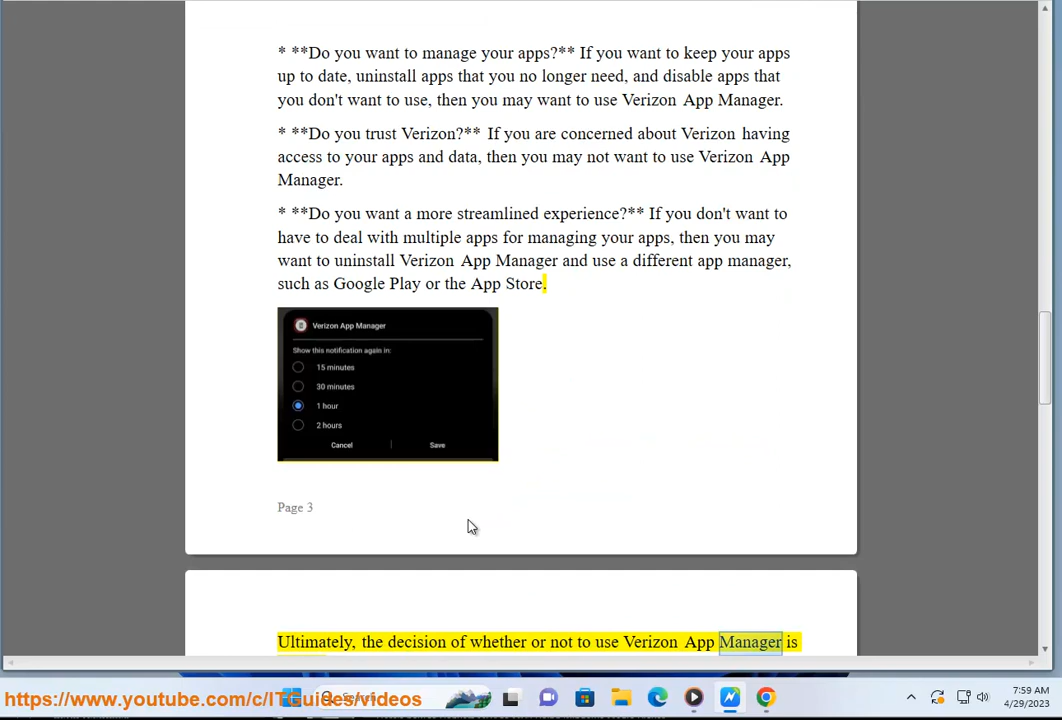 * **Do you want to manage your apps?** If you want to keep your apps
up to date, uninstall apps that you no longer need, and disable apps that
you don't want to use, then you may want to use Verizon App Manager.
* **Do you trust Verizon?** If you are concerned about Verizon having
access to your apps and data, then you may not want to use Verizon App
Manager.
* **Do you want a more streamlined experience?** If you don't want to
have to deal with multiple apps for managing your apps, then you may
want to uninstall Verizon App Manager and use a different app manager,
such as Google Play or the App Store.
Verizon App Manager
Show this notification again in:
15 minutes
30 minutes
1 hour
2 hours
Cancel
Save
Page 3
Ultimately, the decision of whether or not to use Verizon App Manager is
https://www.youtube.com/c/ITGuides/videos
7:59 AM
4/29/2023